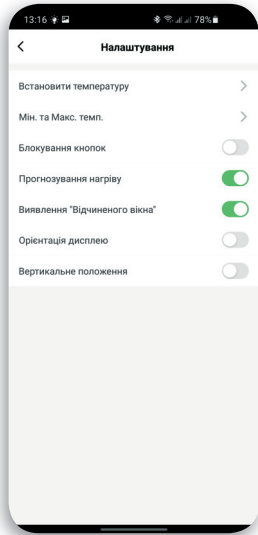 13:16 78%
Налаштування
Встановити температуру
Мін. та Макс. темп.
Блокування кнопок
Прогнозування нагріву
Виявлення "Відчиненого вікна"
Орієнтація дисплею
Вертикальне положення